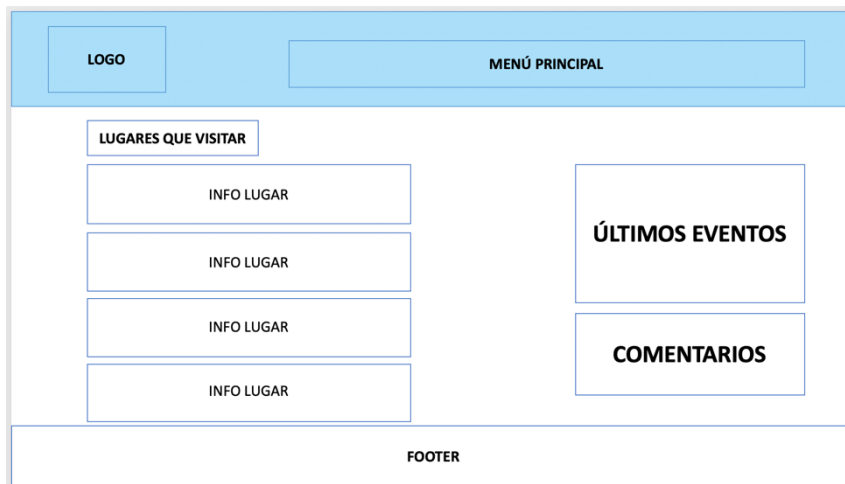 LOGO
MENÚ PRINCIPAL
LUGARES QUE VISITAR
INFO LUGAR
INFO LUGAR
INFO LUGAR
INFO LUGAR
ÚLTIMOS EVENTOS
COMENTARIOS
FOOTER